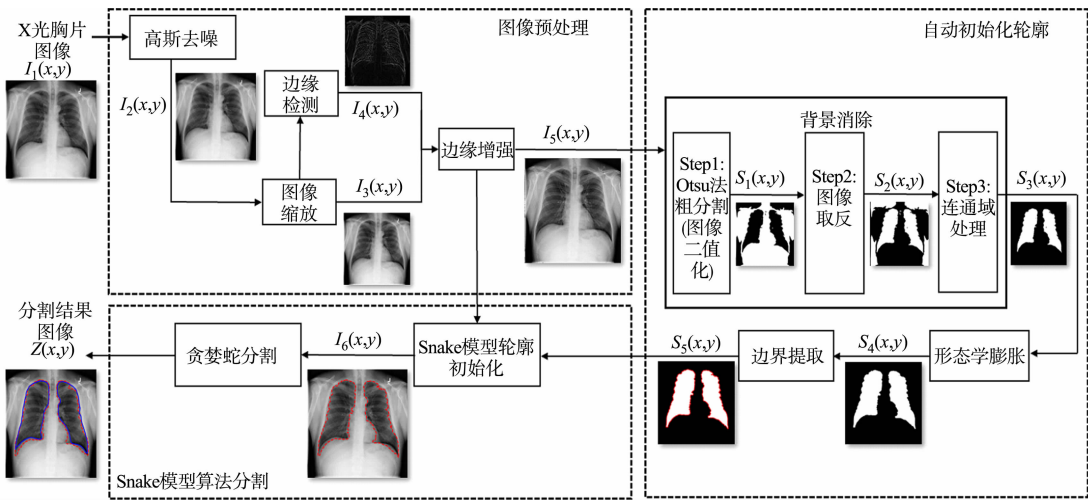 X光胸片
图像
I₁(x,y)
高斯去噪
I₂(x,y)
边缘
检测
I₄(x,y)
图像
缩放
I₃(x,y)
图像预处理
边缘增强
I₅(x,y)
自动初始化轮廓
背景消除
Step1:
Otsu法
粗分割
(图像
二值
化)
S₁(x,y)
Step2:
图像
取反
S₂(x,y)
Step3:
连通域
处理
S₃(x,y)
形态学膨胀
S₄(x,y)
边界提取
S₅(x,y)
Snake模型轮廓
初始化
I₆(x,y)
贪婪蛇分割
分割结果
图像
Z(x,y)
Snake模型算法分割